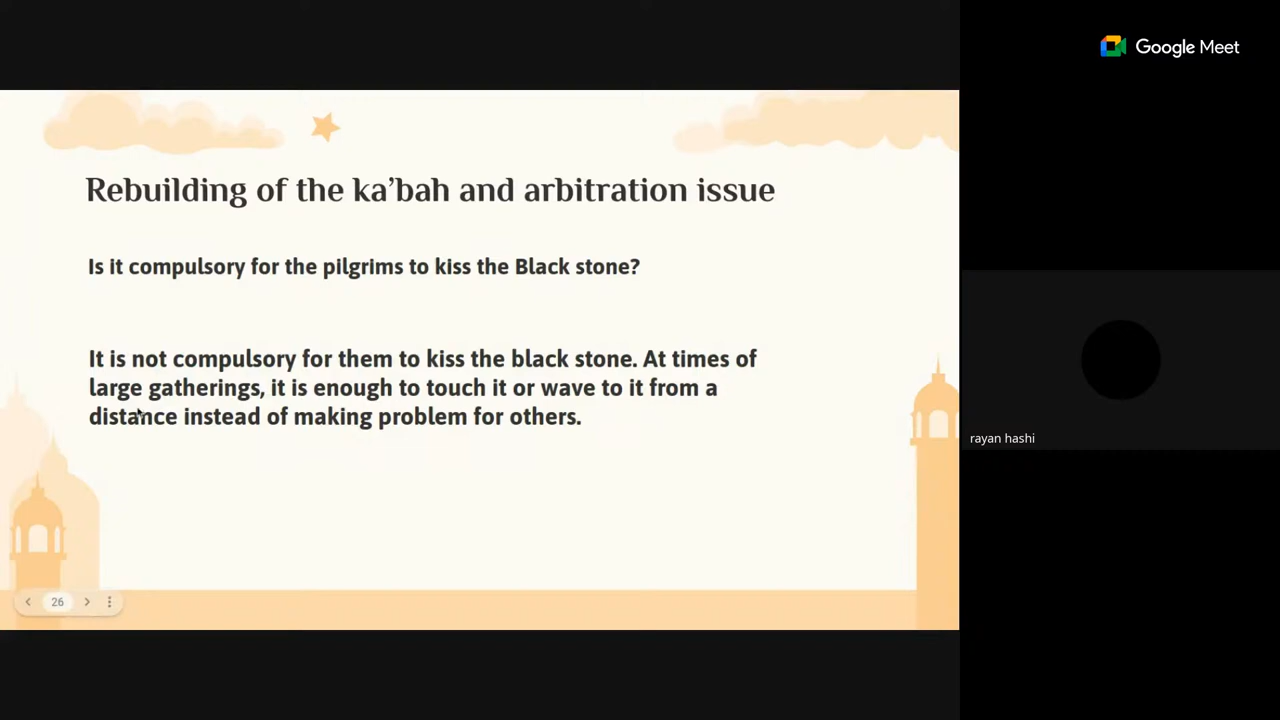 Google Meet
Rebuilding of the ka’bah and arbitration issue
Is it compulsory for the pilgrims to kiss the Black stone?
It is not compulsory for them to kiss the black stone. At times of
large gatherings, it is enough to touch it or wave to it from a
distance instead of making problem for others.
rayan hashi
26